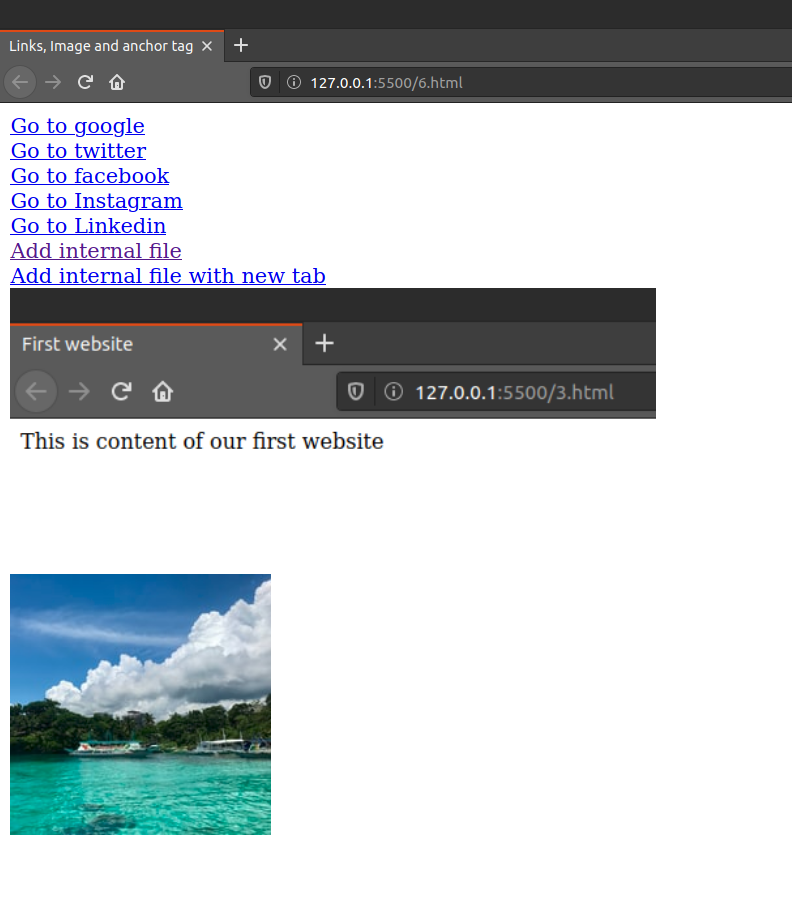 Links, Image and anchor tag
127.0.0.1:5500/6.html
Go to google
Go to twitter
Go to facebook
Go to Instagram
Go to Linkedin
Add internal file
Add internal file with new tab
First website
127.0.0.1:5500/3.html
This is content of our first website